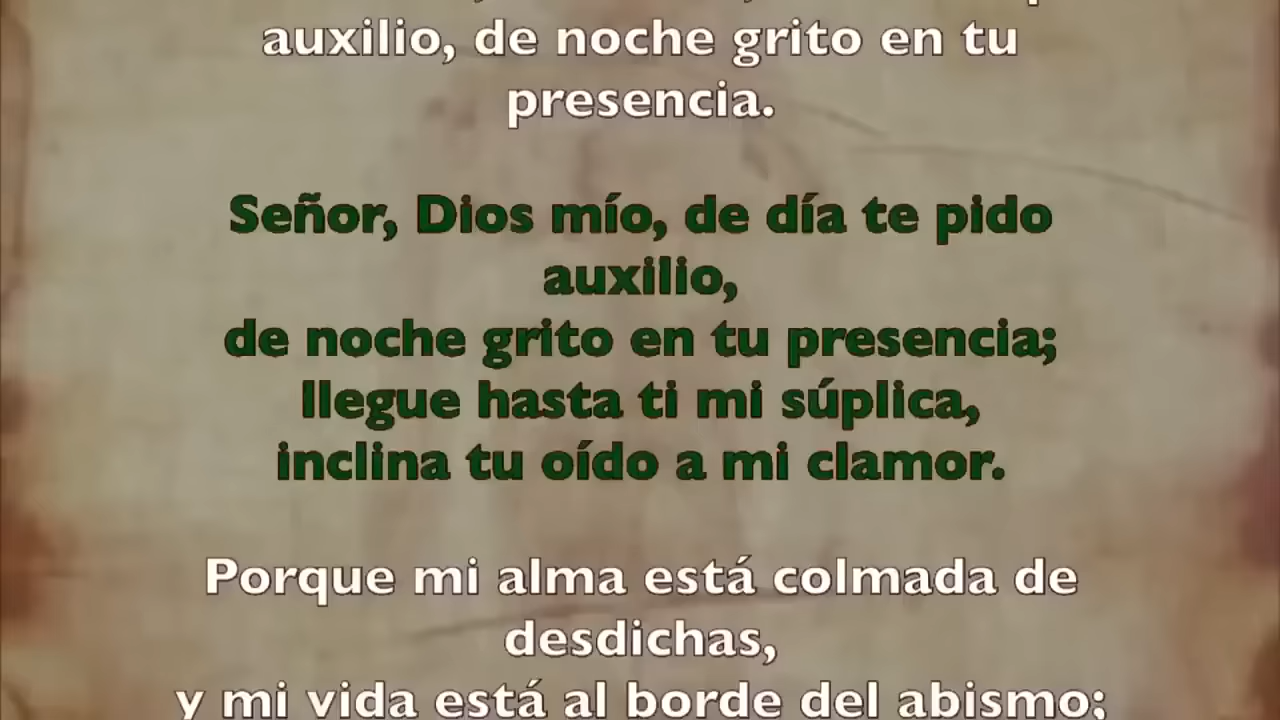 auxilio, de noche grito en tu
presencia.
Señor, Dios mío, de día te pido
auxilio,
de noche grito en tu presencia;
llegue hasta ti mi súplica,
inclina tu oído a mi clamor.
Porque mi alma está colmada de
desdichas,
y mi vida está al borde del abismo;